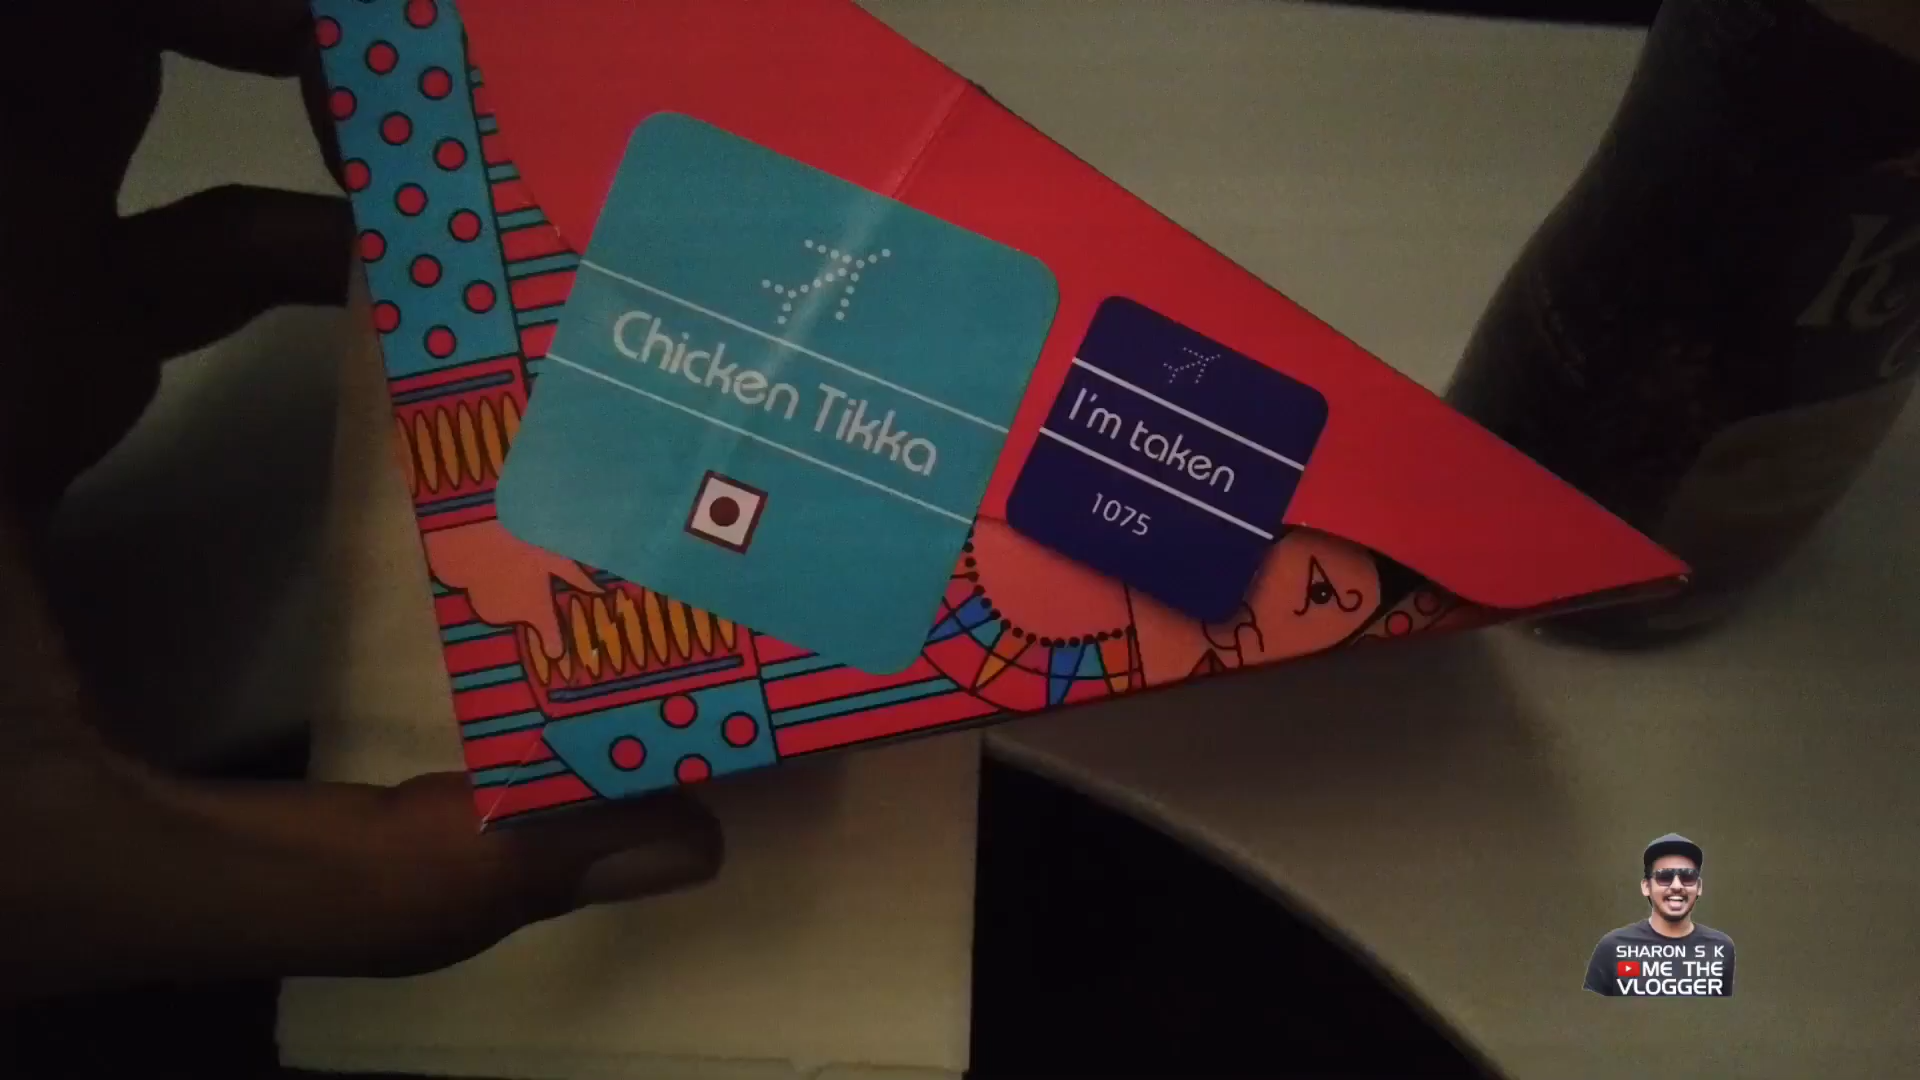 Chicken Tikka
I'm taken
1075
SHARON S K
ME THE
VLOGGER